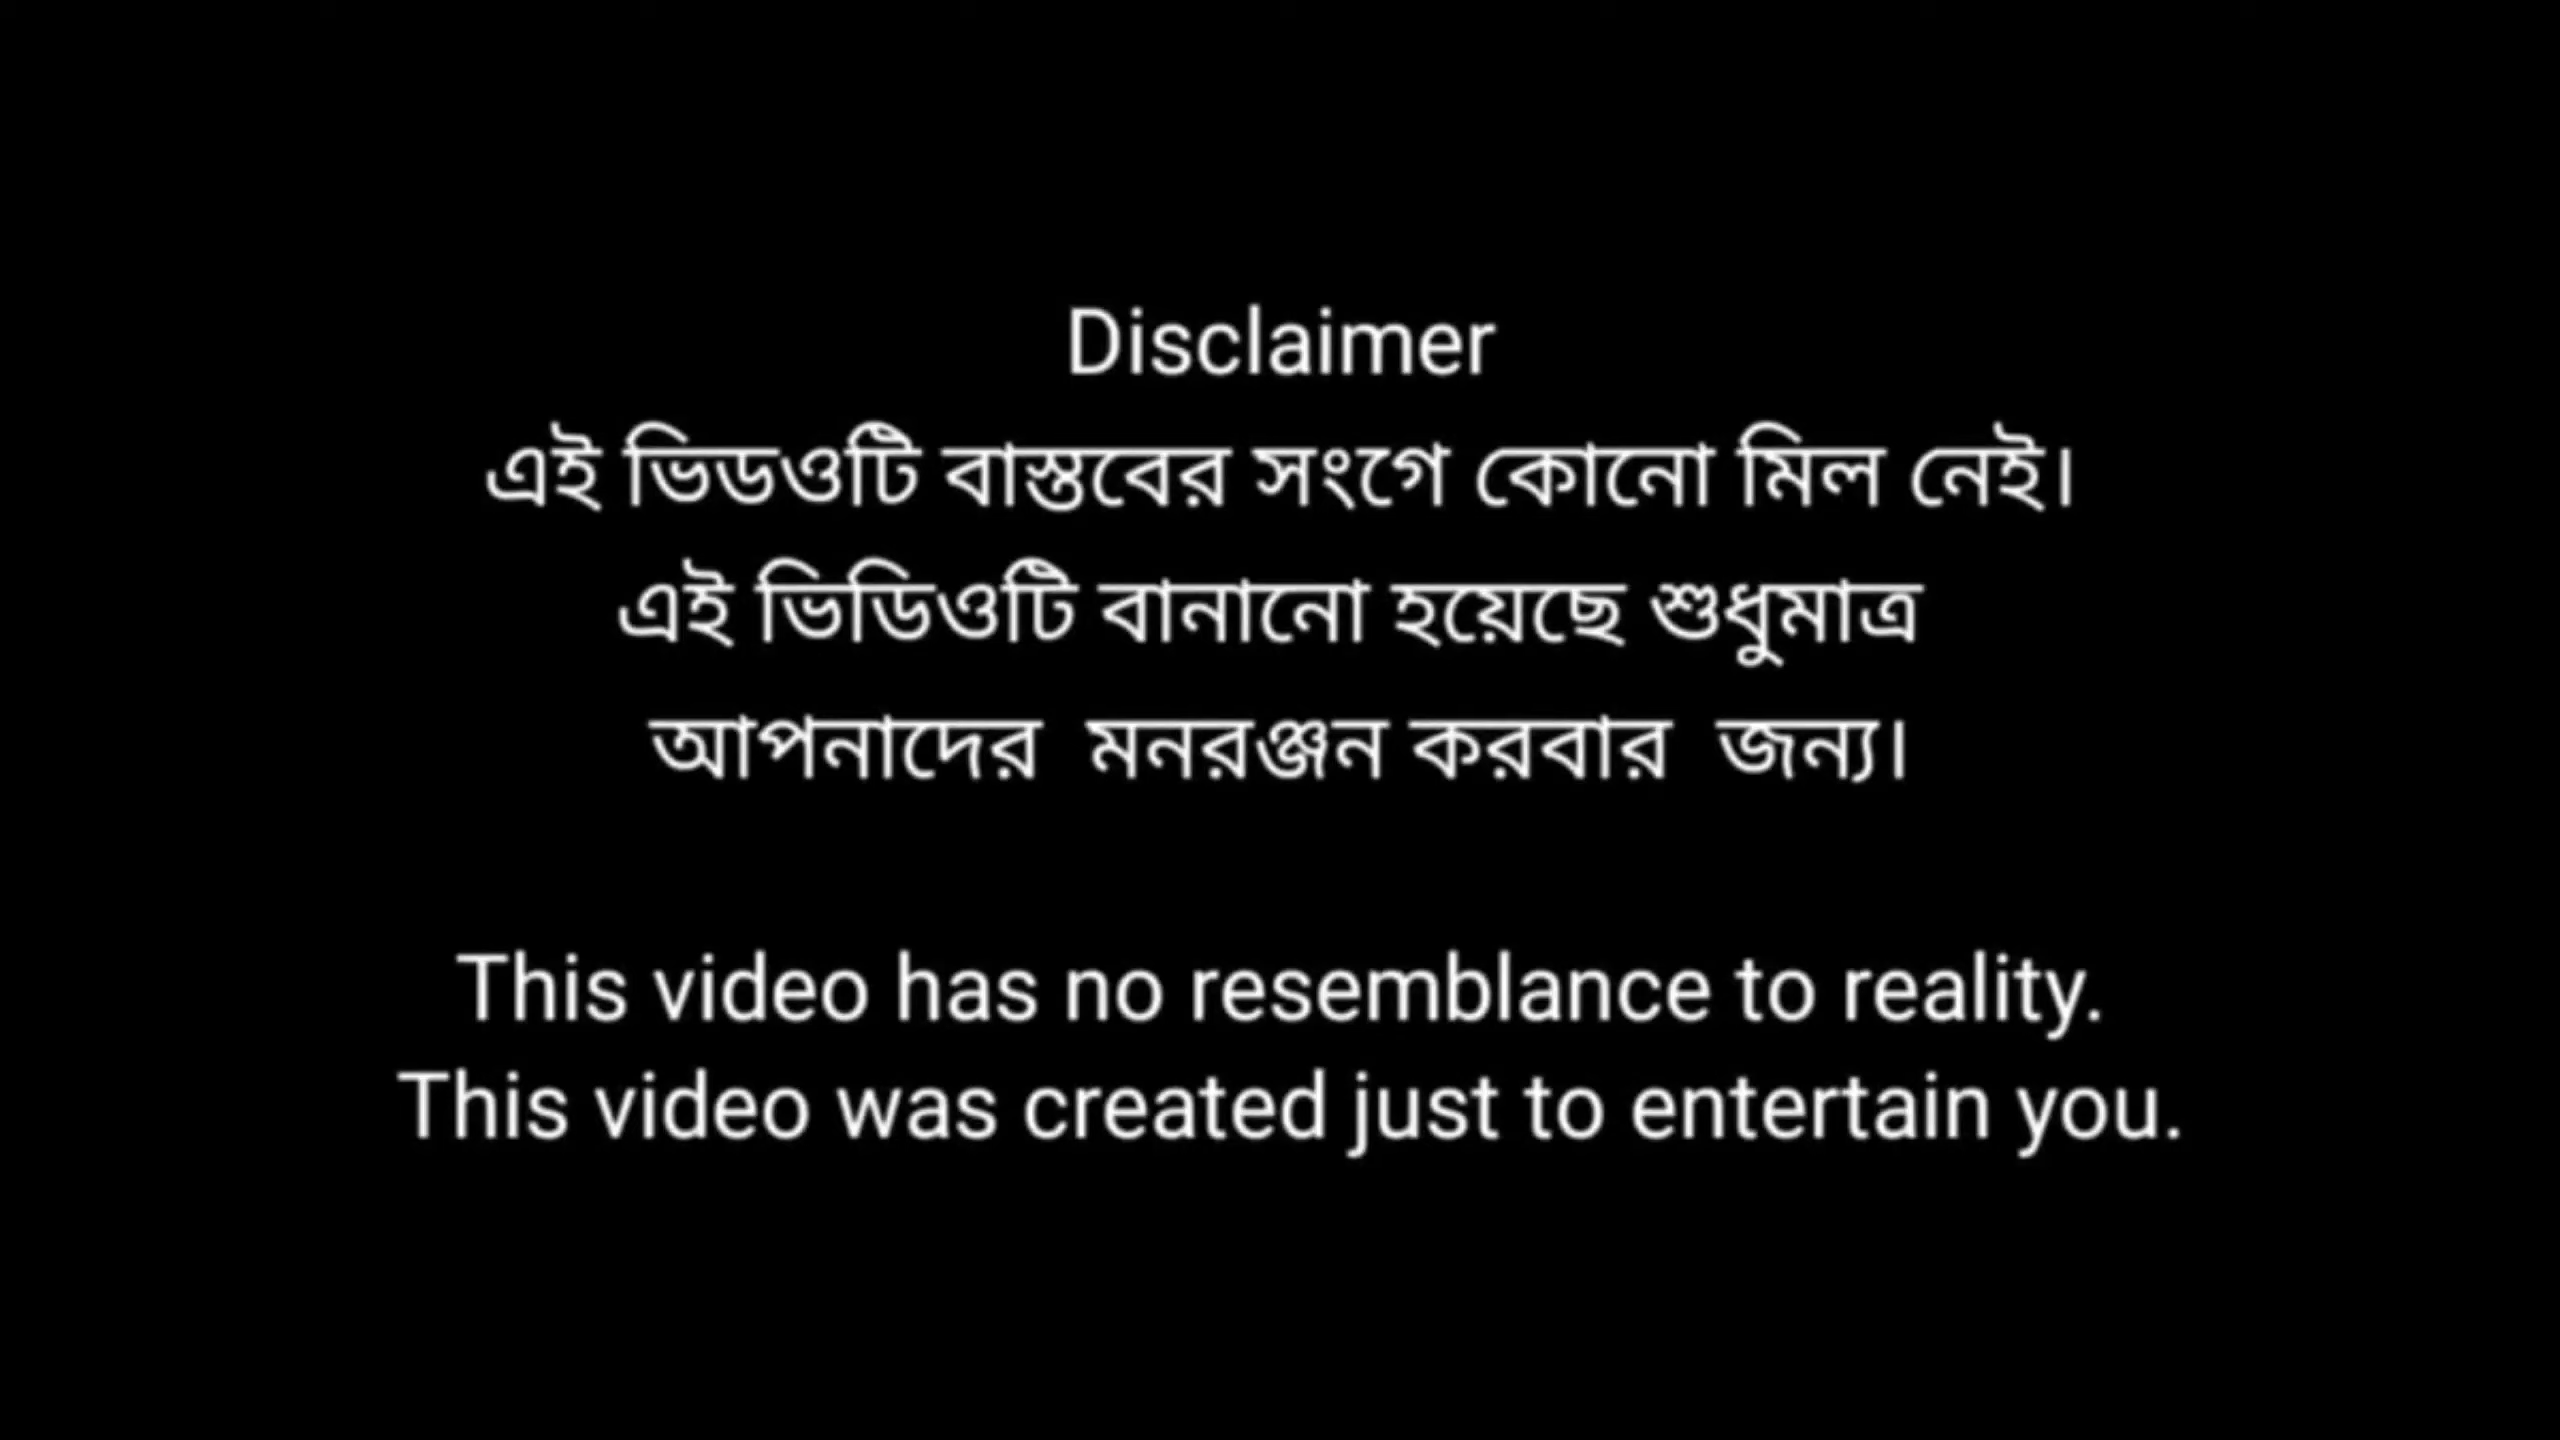 Disclaimer
এই ভিডওটি বাস্তবের সংগে কোনো মিল নেই।
এই ভিডিওটি বানানো হয়েছে শুধুমাত্র
আপনাদের মনরঞ্জন করবার জন্য।
This video has no resemblance to reality.
This video was created just to entertain you.